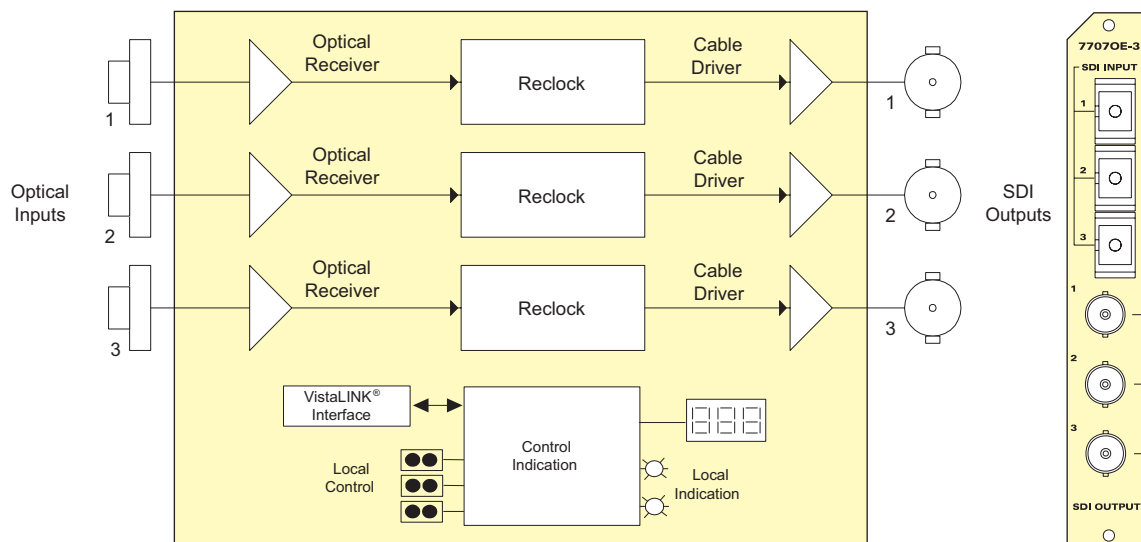 Optical
Receiver
Reclock
Cable
Driver
1
1
Optical
Receiver
Reclock
Cable
Driver
2
2
Optical
Inputs
SDI
Outputs
Optical
Receiver
Reclock
Cable
Driver
3
3
VistaLINK®
Interface
Control
Indication
Local
Control
Local
Indication
7707OE-3
SDI INPUT
1
2
3
1
2
3
SDI OUTPUT